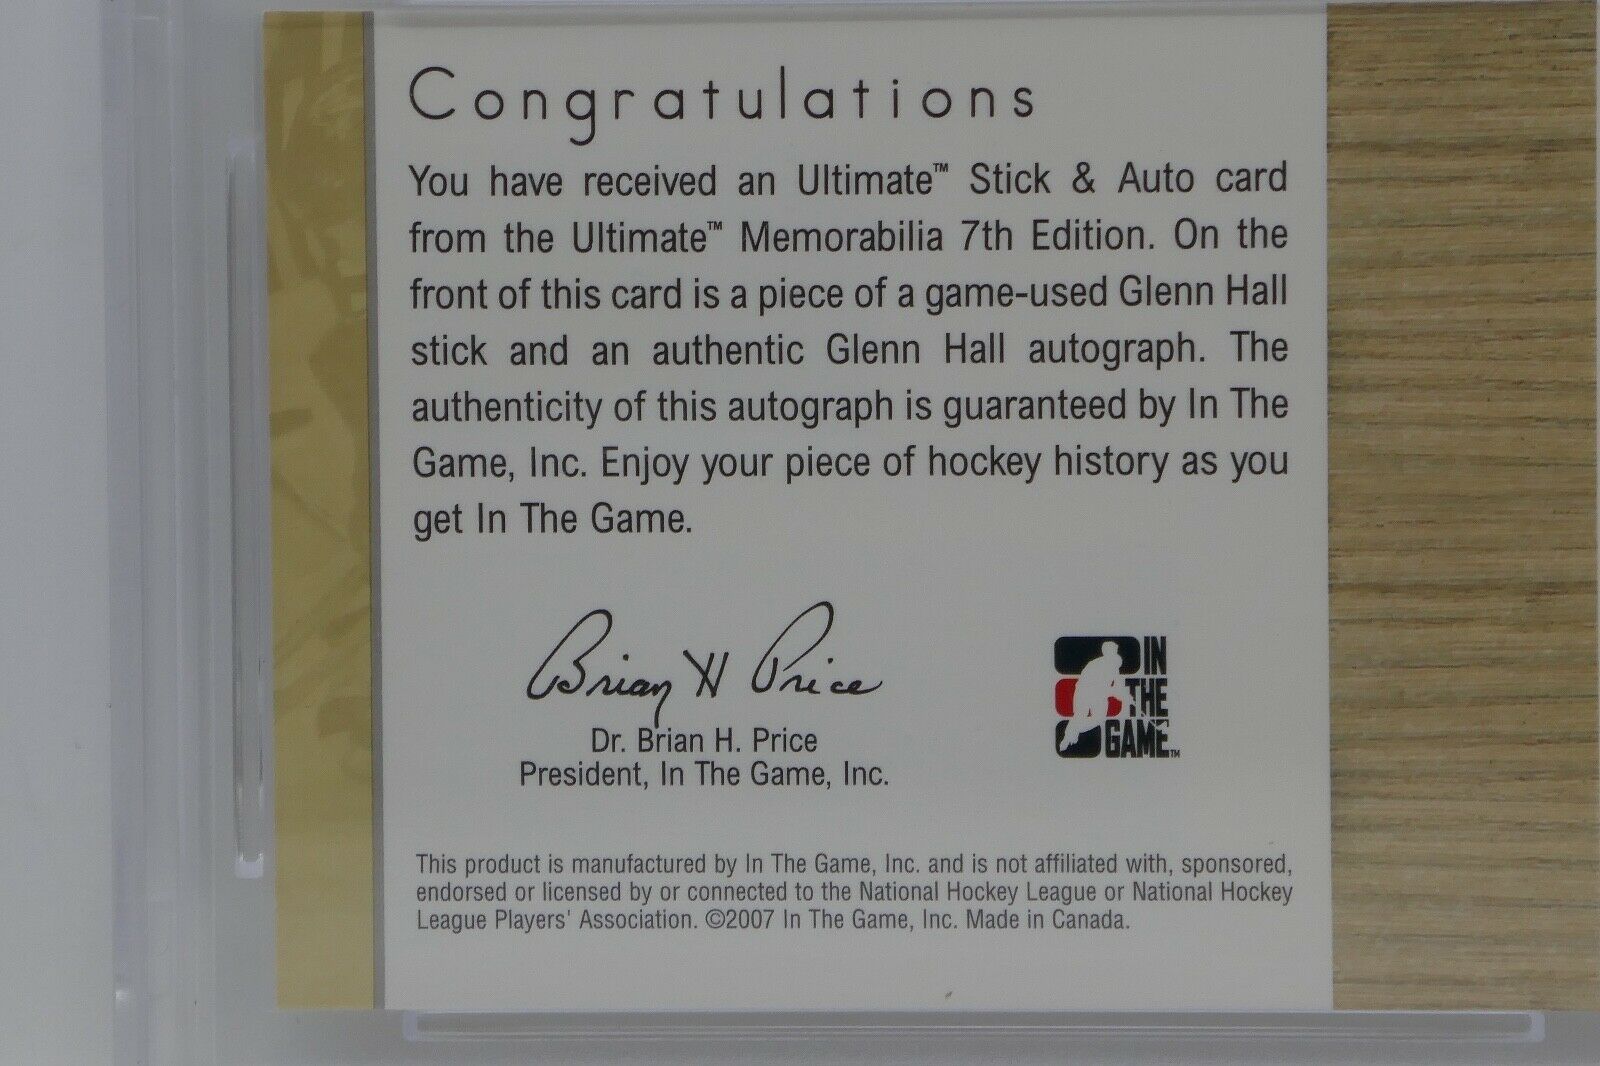 Congratulations
You have received an Ultimate™ Stick & Auto card
from the Ultimate™ Memorabilia 7th Edition. On the
front of this card is a piece of a game-used Glenn Hall
stick and an authentic Glenn Hall autograph. The
authenticity of this autograph is guaranteed by In The
Game, Inc. Enjoy your piece of hockey history as you
get In The Game.
Brian H Price
Dr. Brian H. Price
President, In The Game, Inc.
IN
THE
GAME™
This product is manufactured by In The Game, Inc. and is not affiliated with, sponsored,
endorsed or licensed by or connected to the National Hockey League or National Hockey
League Players' Association. ©2007 In The Game, Inc. Made in Canada.